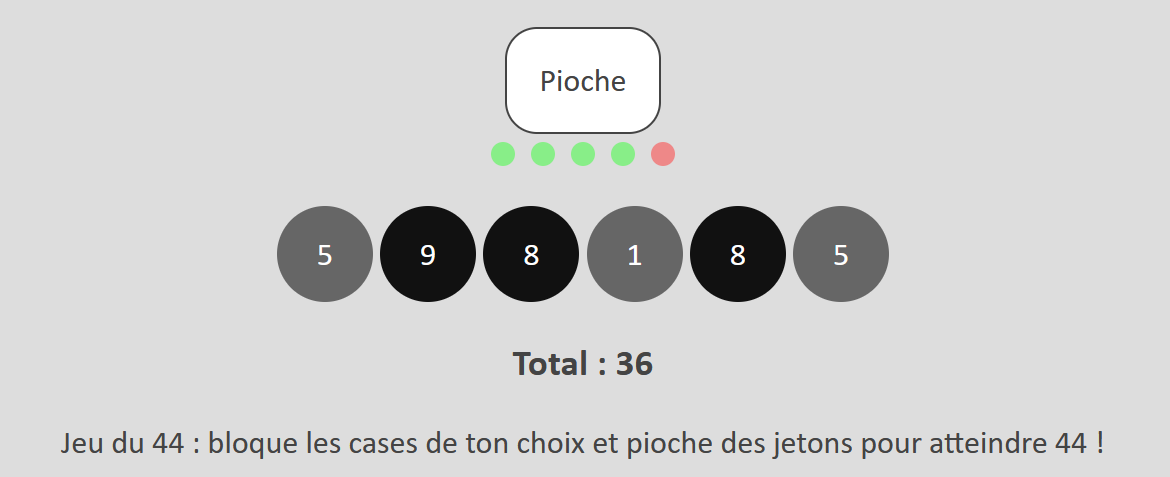 Pioche
5 9 8 1 8 5
Total : 36
Jeu du 44 : bloque les cases de ton choix et pioche des jetons pour atteindre 44 !